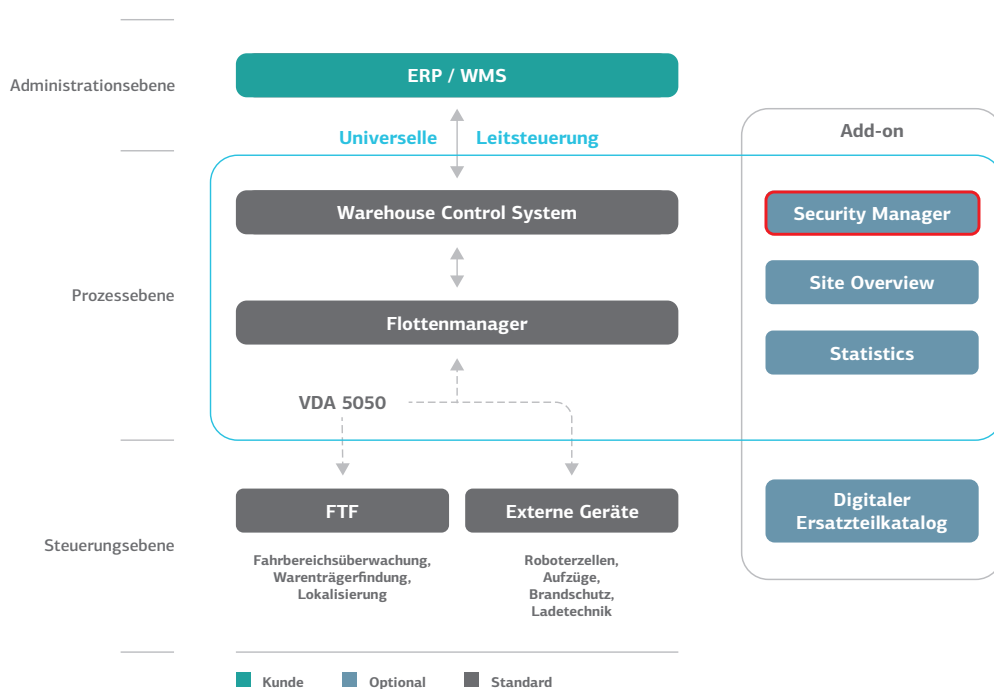 Administrationsebene
ERP / WMS
Universelle Leitsteuerung
Add-on
Prozessebene
Warehouse Control System
Flottenmanager
VDA 5050
Security Manager
Site Overview
Statistics
Steuerungsebene
FTF
Fahrbereichsüberwachung,
Warenträgerfindung,
Lokalisierung
Externe Geräte
Roboterzellen,
Aufzüge,
Brandschutz,
Ladetechnik
Digitaler
Ersatzteilkatalog
Kunde Optional Standard